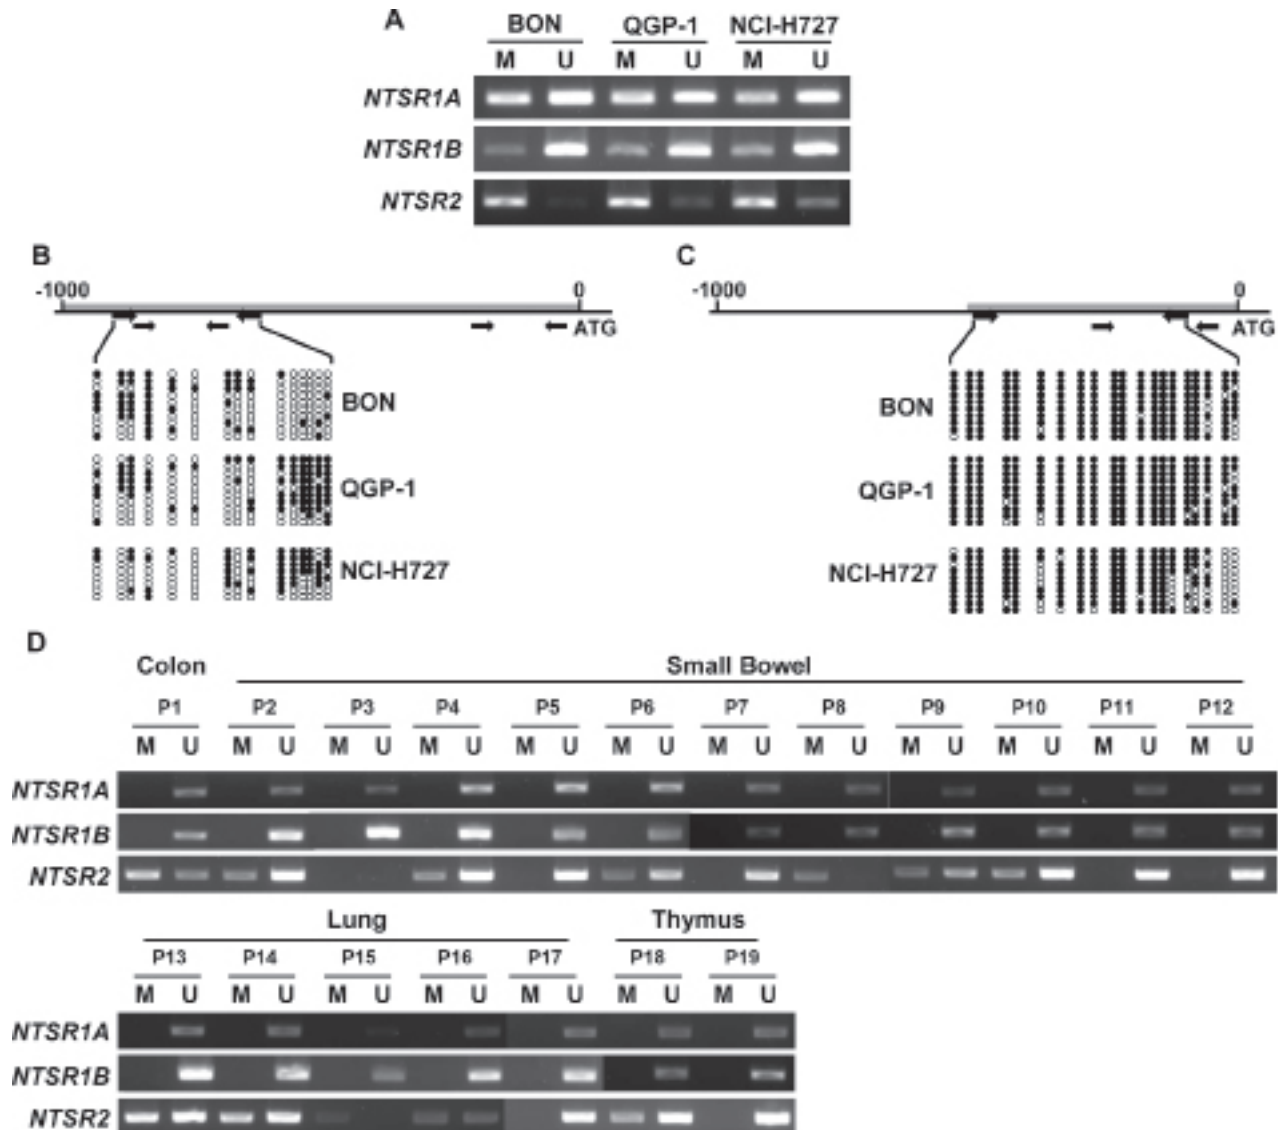 A
BON QGP-1 NCI-H727
M U M U M U
NTSR1A
NTSR1B
NTSR2
B
-1000 0
ATG
BON
QGP-1
NCI-H727
C
-1000 0
ATG
BON
QGP-1
NCI-H727
D
Colon Small Bowel
P1 P2 P3 P4 P5 P6 P7 P8 P9 P10 P11 P12
M U M U M U M U M U M U M U M U M U M U M U M U
NTSR1A
NTSR1B
NTSR2
Lung Thymus
P13 P14 P15 P16 P17 P18 P19
M U M U M U M U M U M U M U
NTSR1A
NTSR1B
NTSR2